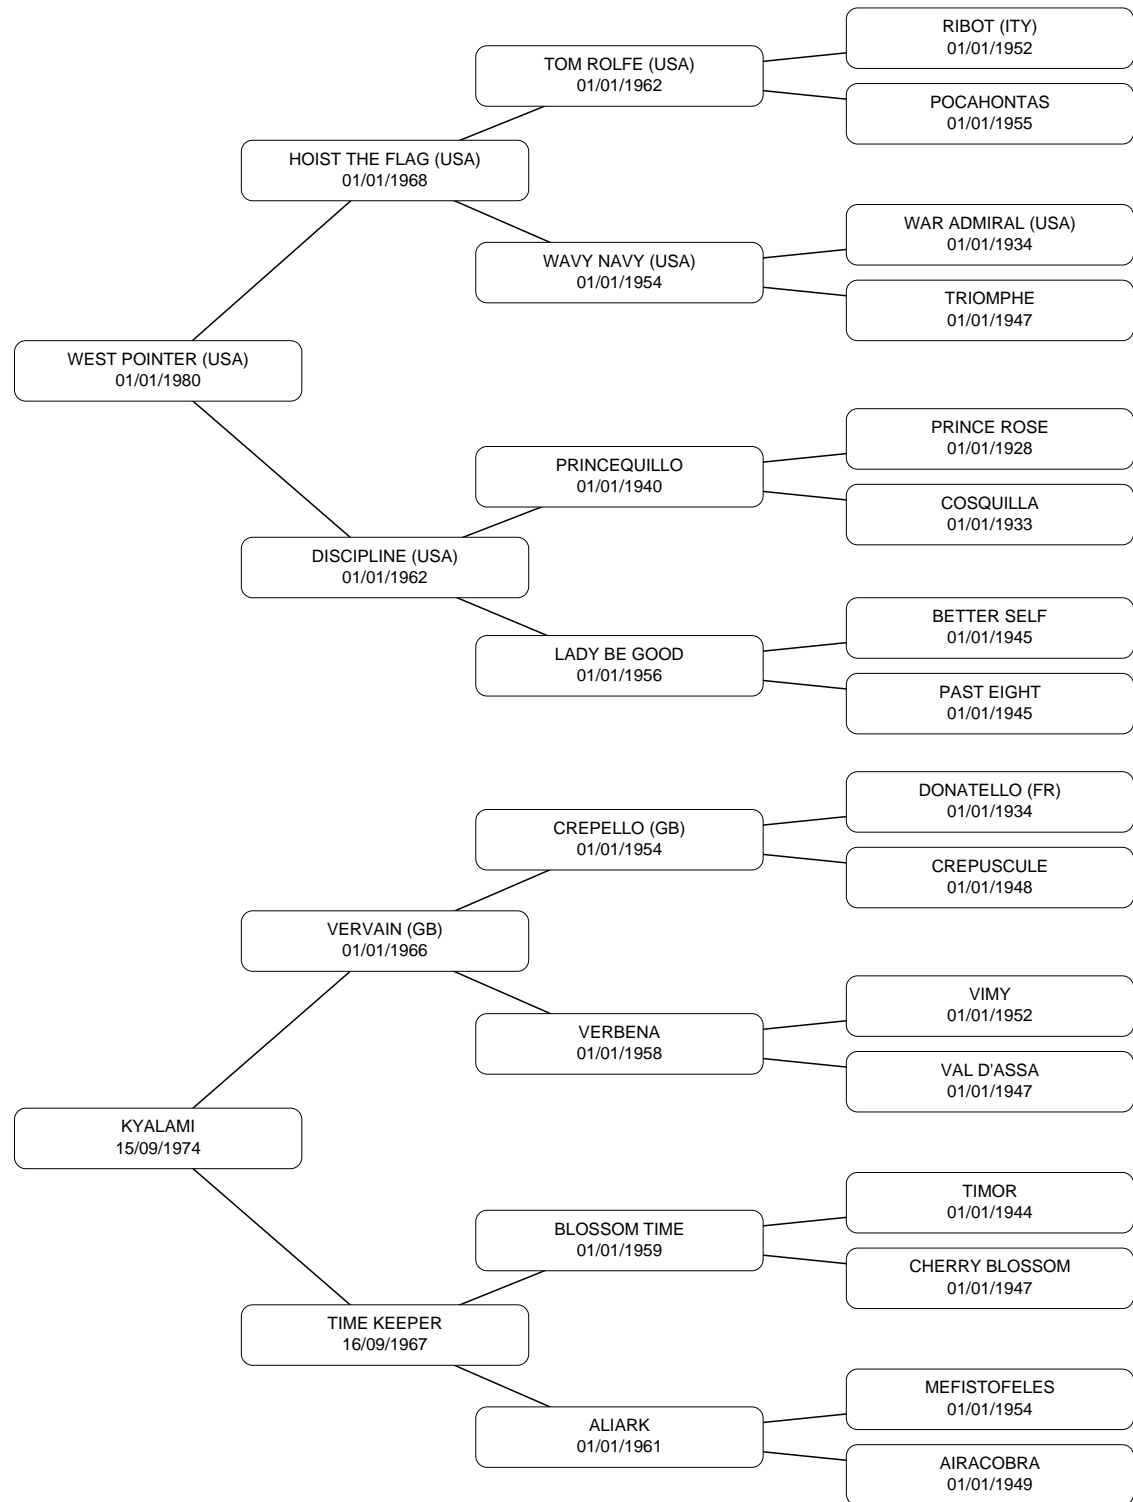 RIBOT (ITY)
01/01/1952
TOM ROLFE (USA)
01/01/1962
POCAHONTAS
01/01/1955
HOIST THE FLAG (USA)
01/01/1968
WAR ADMIRAL (USA)
01/01/1934
WAVY NAVY (USA)
01/01/1954
TRIOMPHE
01/01/1947
WEST POINTER (USA)
01/01/1980
PRINCE ROSE
01/01/1928
PRINCEQUILLO
01/01/1940
COSQUILLA
01/01/1933
DISCIPLINE (USA)
01/01/1962
BETTER SELF
01/01/1945
LADY BE GOOD
01/01/1956
PAST EIGHT
01/01/1945
DONATELLO (FR)
01/01/1934
CREPELLO (GB)
01/01/1954
CREPUSCULE
01/01/1948
VERVAIN (GB)
01/01/1966
VIMY
01/01/1952
VERBENA
01/01/1958
VAL D'ASSA
01/01/1947
KYALAMI
15/09/1974
TIMOR
01/01/1944
BLOSSOM TIME
01/01/1959
CHERRY BLOSSOM
01/01/1947
TIME KEEPER
16/09/1967
MEFISTOFELES
01/01/1954
ALIARK
01/01/1961
AIRACOBRA
01/01/1949